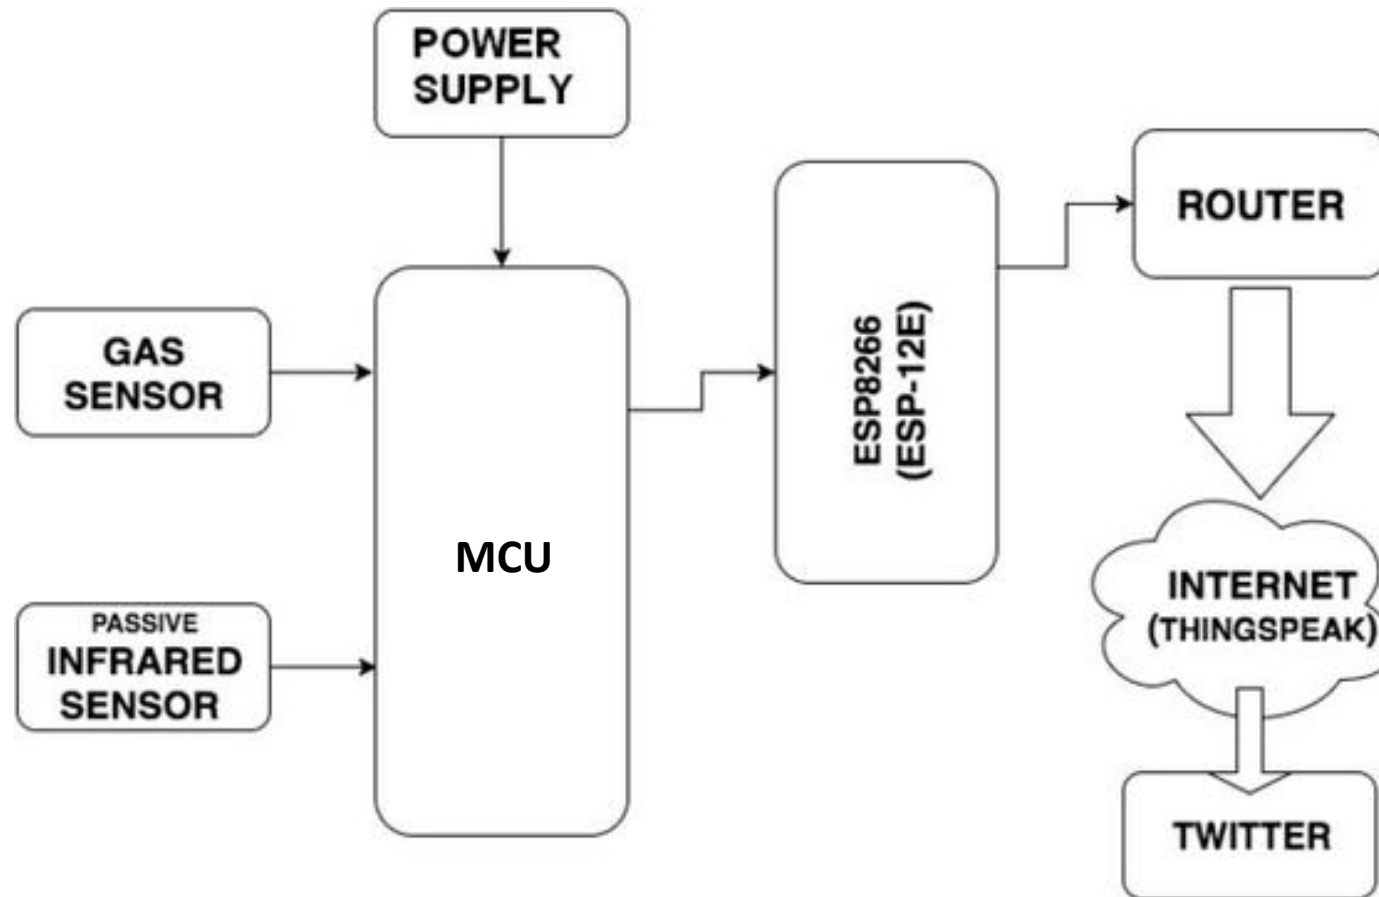 POWER
SUPPLY
GAS
SENSOR
PASSIVE
INFRARED
SENSOR
MCU
ESP8266
(ESP-12E)
ROUTER
INTERNET
(THINGSPEAK)
TWITTER